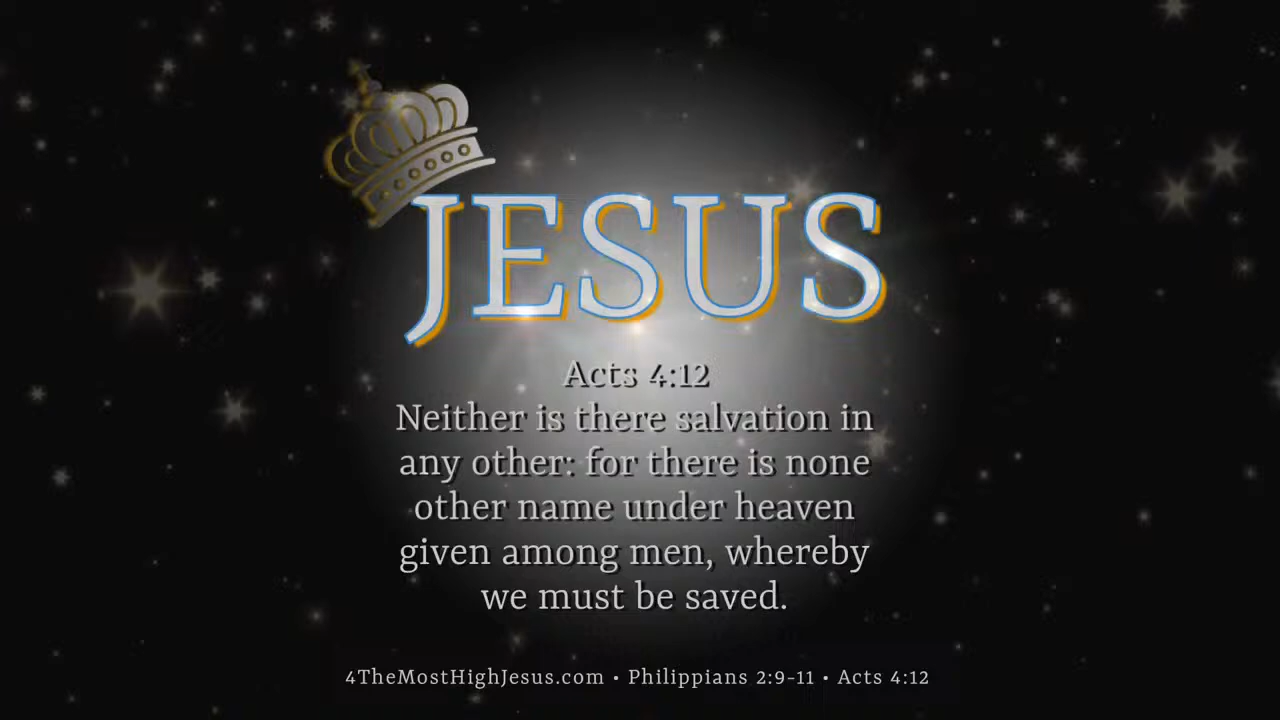 JESUS
Acts 4:12
Neither is there salvation in
any other: for there is none
other name under heaven
given among men, whereby
we must be saved.
4TheMostHighJesus.com • Philippians 2:9-11 • Acts 4:12